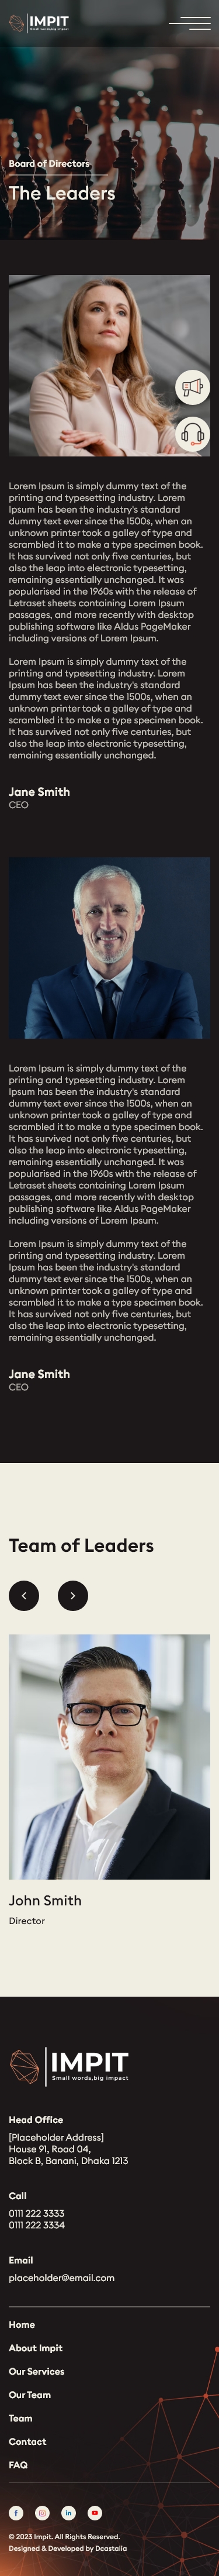 IMPIT
Small words,big impact
Board of Directors
The Leaders
Lorem Ipsum is simply dummy text of the
printing and typesetting industry. Lorem
Ipsum has been the industry's standard
dummy text ever since the 1500s, when an
unknown printer took a galley of type and
scrambled it to make a type specimen book.
It has survived not only five centuries, but
also the leap into electronic typesetting,
remaining essentially unchanged. It was
popularised in the 1960s with the release of
Letraset sheets containing Lorem Ipsum
passages, and more recently with desktop
publishing software like Aldus PageMaker
including versions of Lorem Ipsum.
Lorem Ipsum is simply dummy text of the
printing and typesetting industry. Lorem
Ipsum has been the industry's standard
dummy text ever since the 1500s, when an
unknown printer took a galley of type and
scrambled it to make a type specimen book.
It has survived not only five centuries, but
also the leap into electronic typesetting,
remaining essentially unchanged.
Jane Smith
CEO
Lorem Ipsum is simply dummy text of the
printing and typesetting industry. Lorem
Ipsum has been the industry's standard
dummy text ever since the 1500s, when an
unknown printer took a galley of type and
scrambled it to make a type specimen book.
It has survived not only five centuries, but
also the leap into electronic typesetting,
remaining essentially unchanged. It was
popularised in the 1960s with the release of
Letraset sheets containing Lorem Ipsum
passages, and more recently with desktop
publishing software like Aldus PageMaker
including versions of Lorem Ipsum.
Lorem Ipsum is simply dummy text of the
printing and typesetting industry. Lorem
Ipsum has been the industry's standard
dummy text ever since the 1500s, when an
unknown printer took a galley of type and
scrambled it to make a type specimen book.
It has survived not only five centuries, but
also the leap into electronic typesetting,
remaining essentially unchanged.
Jane Smith
CEO
Team of Leaders
John Smith
Director
IMPIT
Small words,big impact
Head Office
[Placeholder Address]
House 91, Road 04,
Block B, Banani, Dhaka 1213
Call
0111 222 3333
0111 222 3334
Email
placeholder@email.com
Home
About Impit
Our Services
Our Team
Team
Contact
FAQ
© 2023 Impit. All Rights Reserved.
Designed & Developed by Dcastalia